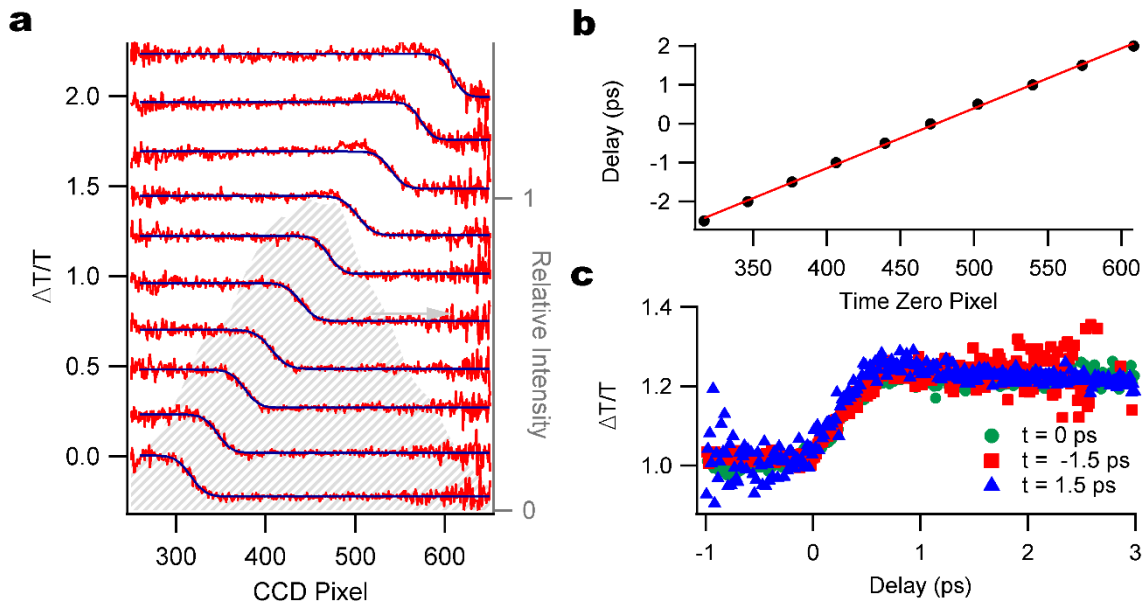 a
2.0
1.5
1.0
0.5
0.0
ΔT/T
300 400 500 600
CCD Pixel
1
0
Relative Intensity
b
2
1
0
-1
-2
Delay (ps)
350 400 450 500 550 600
Time Zero Pixel
c
1.4
1.2
1.0
ΔT/T
t = 0 ps
t = -1.5 ps
t = 1.5 ps
-1 0 1 2 3
Delay (ps)